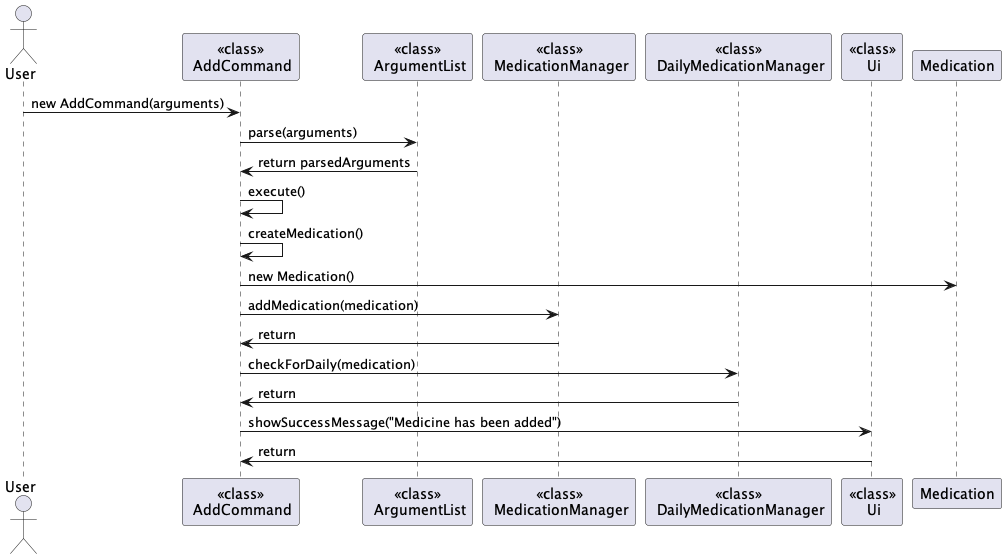 User
«class»
AddCommand
«class»
ArgumentList
«class»
MedicationManager
«class»
DailyMedicationManager
«class»
Ui
Medication
new AddCommand(arguments)
parse(arguments)
return parsedArguments
execute()
createMedication()
new Medication()
addMedication(medication)
return
checkForDaily(medication)
return
showSuccessMessage("Medicine has been added")
return
User
«class»
AddCommand
«class»
ArgumentList
«class»
MedicationManager
«class»
DailyMedicationManager
«class»
Ui
Medication